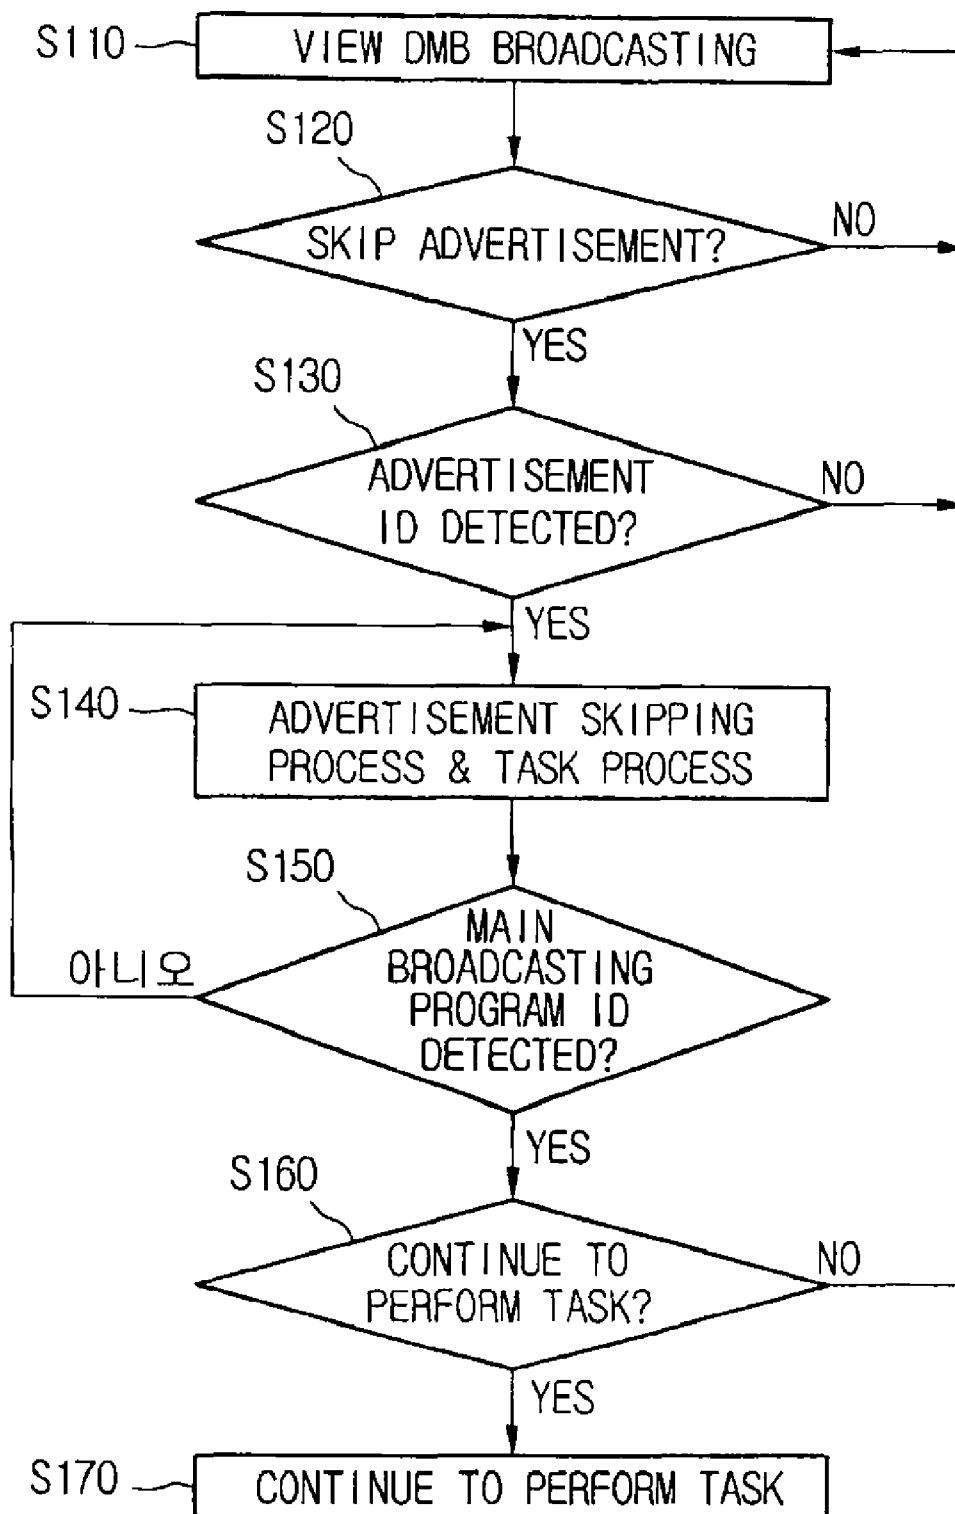 S110
VIEW DMB BROADCASTING
S120
SKIP ADVERTISEMENT?
NO
YES
S130
ADVERTISEMENT
ID DETECTED?
NO
YES
S140
ADVERTISEMENT SKIPPING
PROCESS & TASK PROCESS
S150
MAIN
BROADCASTING
PROGRAM ID
DETECTED?
아니오
YES
S160
CONTINUE TO
PERFORM TASK?
NO
YES
S170
CONTINUE TO PERFORM TASK